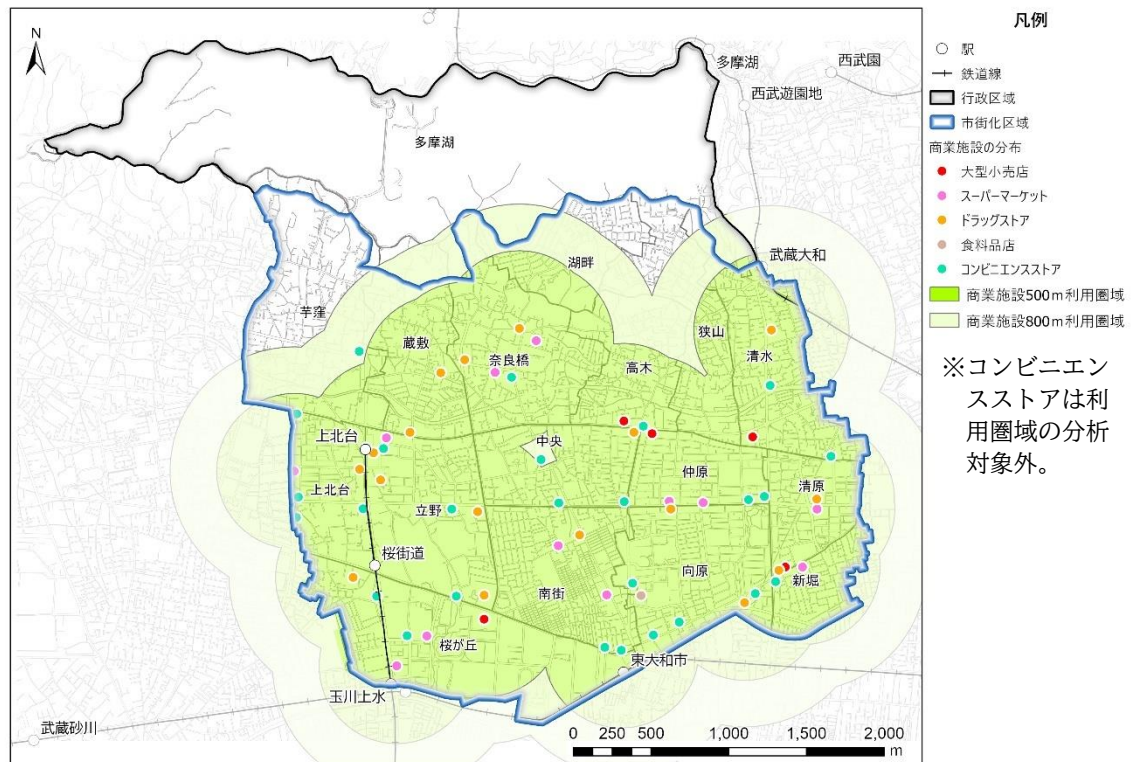 N
多摩湖
西武園
西武遊園地
多摩湖
武蔵大和
湖畔
芋窪
狭山
蔵敷
清水
奈良橋
高木
上北台
中央
仲原
清原
上北台
立野
桜街道
向原
新堀
南街
桜が丘
東大和市
玉川上水
武蔵砂川
0 250 500 1,000 1,500 2,000
m
凡例
駅
鉄道線
行政区域
市街化区域
商業施設の分布
大型小売店
スーパーマーケット
ドラッグストア
食料品店
コンビニエンスストア
商業施設500m利用圏域
商業施設800m利用圏域
※コンビニエン
スストアは利
用圏域の分析
対象外。